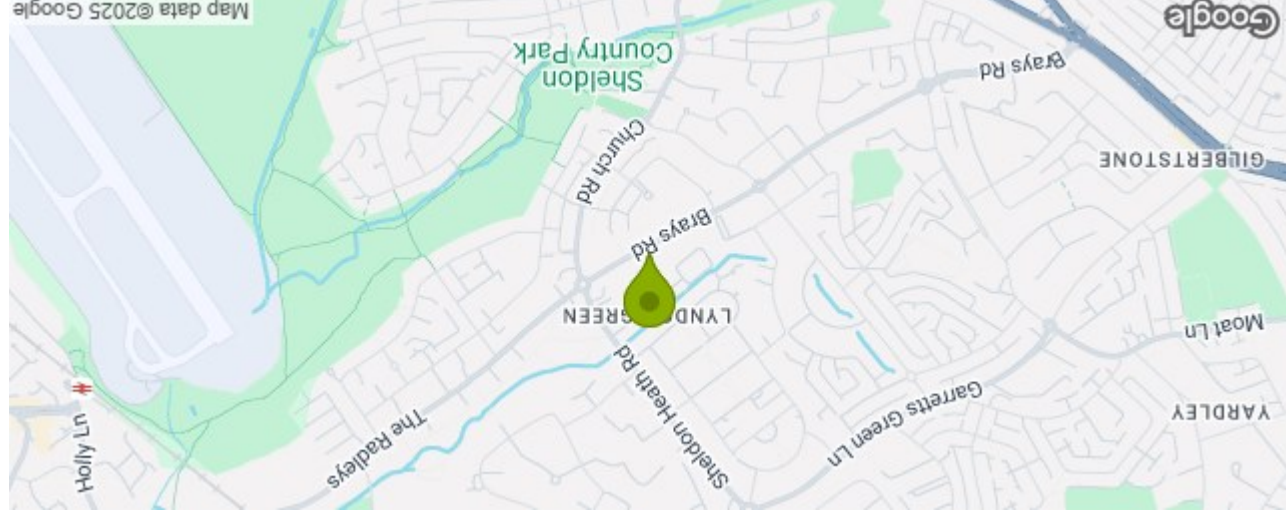 YARDLEY
Moat Ln
Garretts Green Ln
Sheldon Heath Rd
The Radleys
Holly Ln
LYND GREEN
Brays Rd
Church Rd
GILBERTSTONE
Brays Rd
Sheldon
Country Park
Google
Map data ©2025 Google